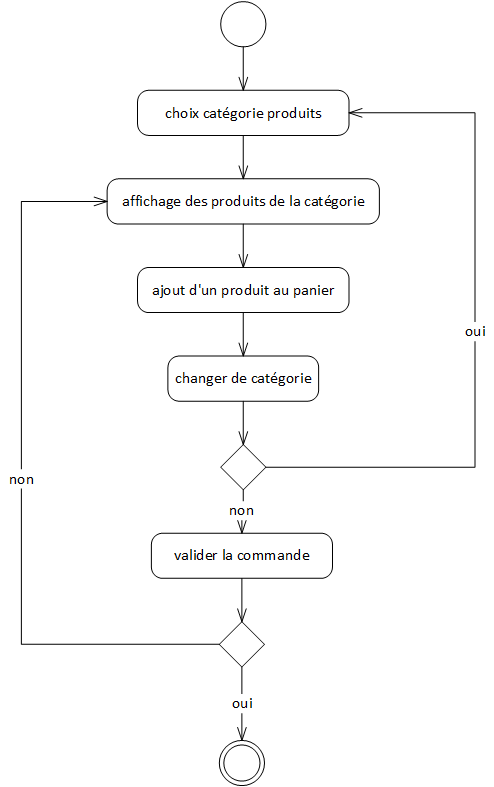 choix catégorie produits
affichage des produits de la catégorie
ajout d'un produit au panier
oui
changer de catégorie
non
non
valider la commande
oui